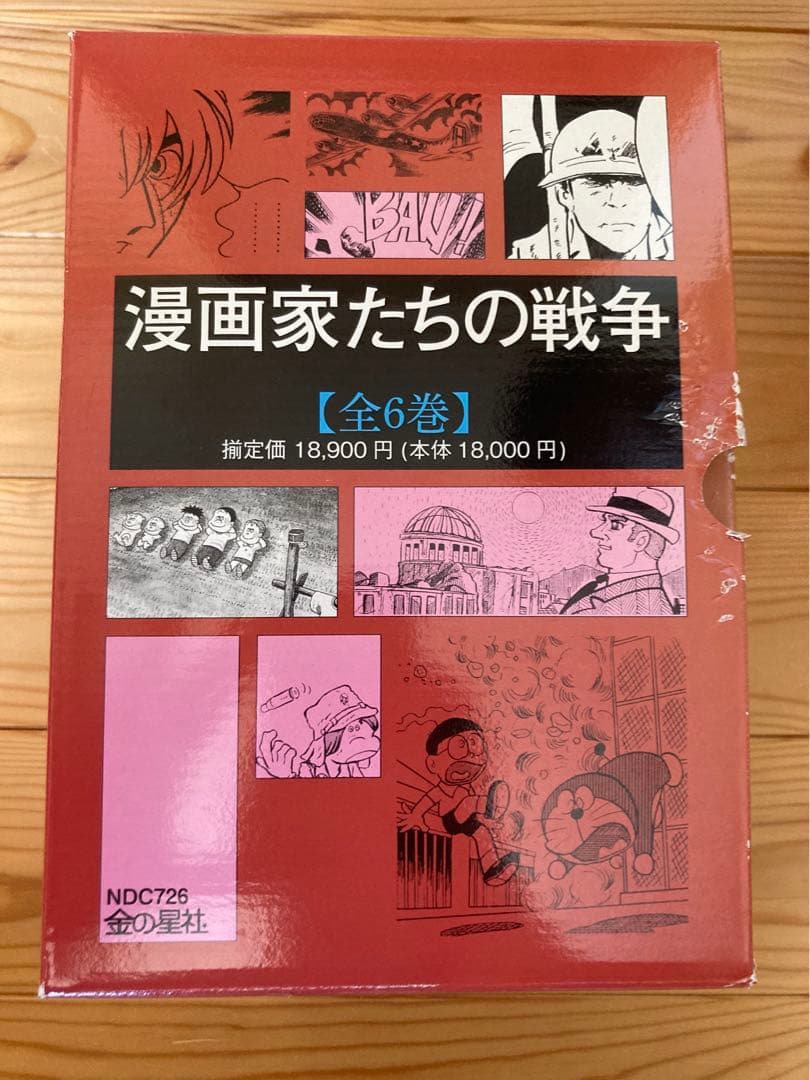 BAN!!
漫画家たちの戦争
【全6巻】
揃定価 18,900 円 (本体 18,000 円)
NDC726
金の星社